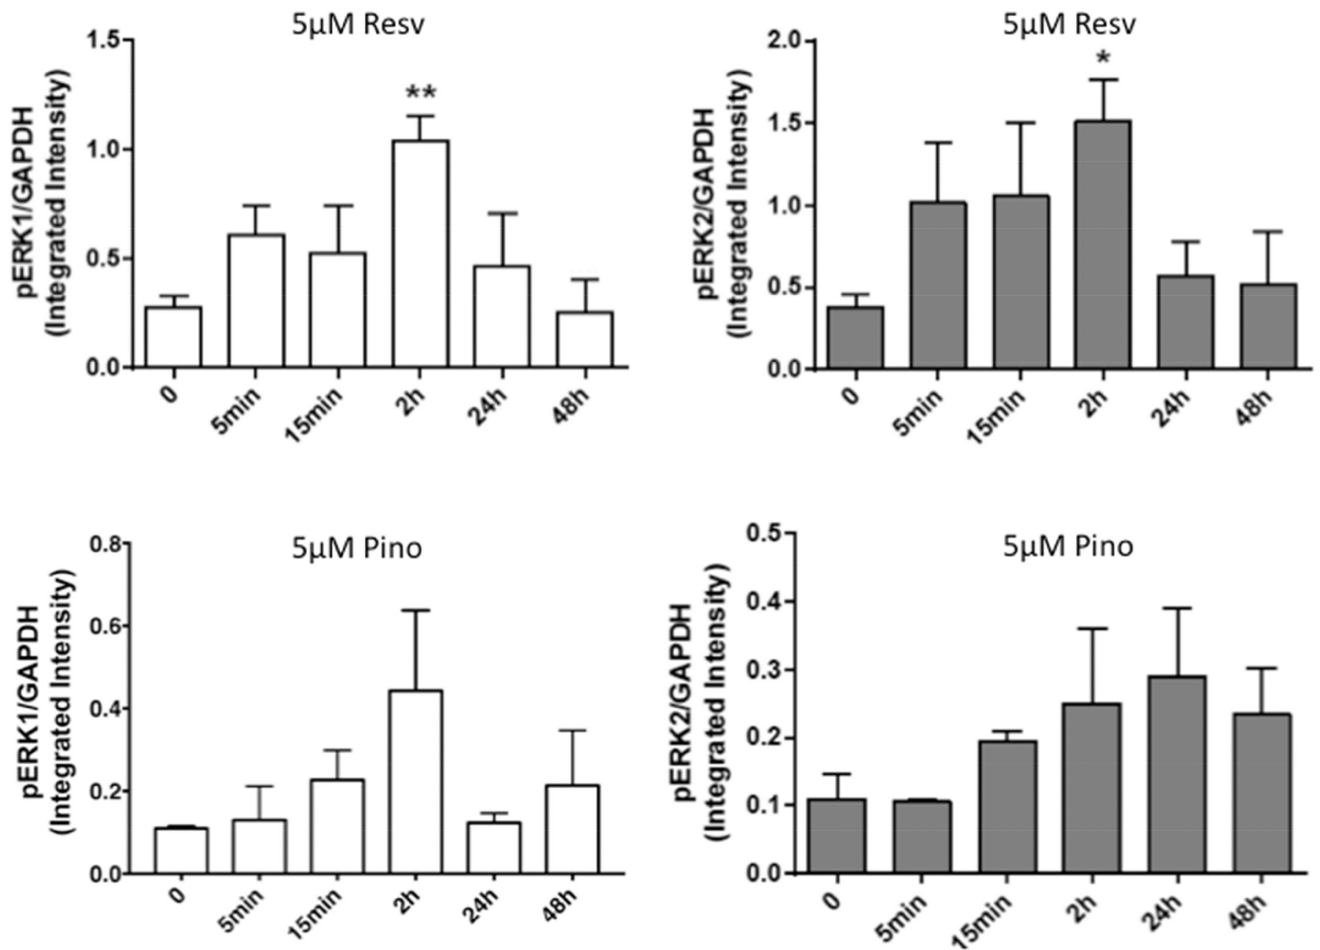 5µM Resv
pERK1/GAPDH
(Integrated Intensity)
1.5
1.0
0.5
0.0
**
0
5min
15min
2h
24h
48h
5µM Resv
pERK2/GAPDH
(Integrated Intensity)
2.0
1.5
1.0
0.5
0.0
*
0
5min
15min
2h
24h
48h
5µM Pino
pERK1/GAPDH
(Integrated Intensity)
0.8
0.6
0.4
0.2
0.0
0
5min
15min
2h
24h
48h
5µM Pino
pERK2/GAPDH
(Integrated Intensity)
0.5
0.4
0.3
0.2
0.1
0.0
0
5min
15min
2h
24h
48h